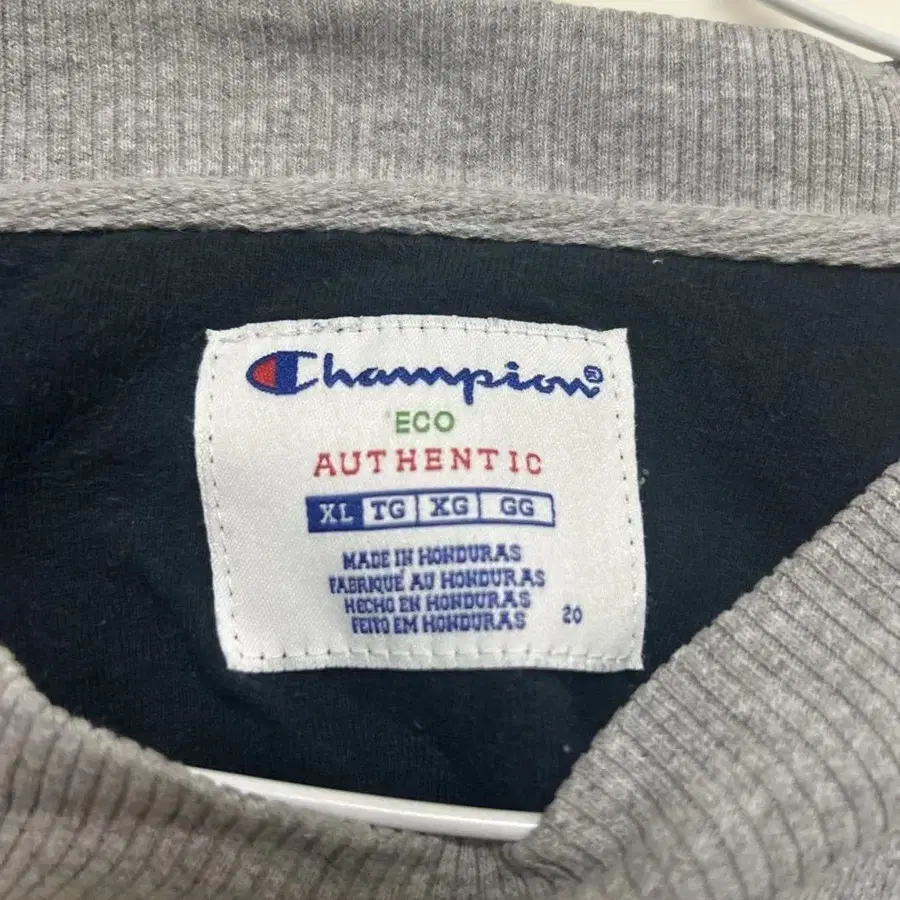 Champion®
ECO
AUTHENTIC
XL TG XG GG
MADE IN HONDURAS
FABRIQUÉ AU HONDURAS
HECHO EN HONDURAS
FEITO EM HONDURAS
20